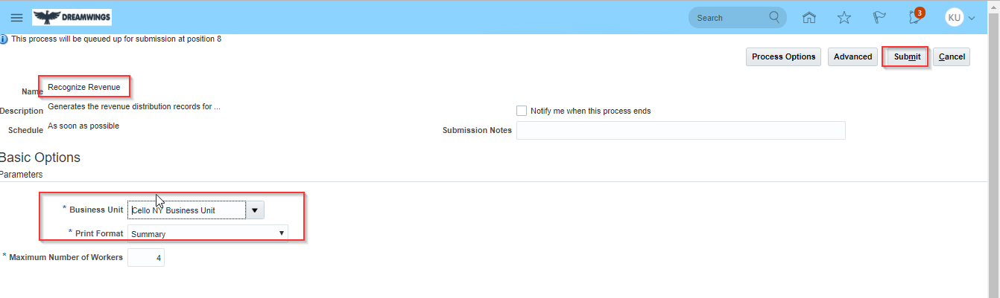 DREAMWINGS
Search
3
KU
This process will be queued up for submission at position 8
Process Options
Advanced
Submit
Cancel
Name Recognize Revenue
Description Generates the revenue distribution records for ...
Notify me when this process ends
Schedule As soon as possible
Submission Notes
Basic Options
Parameters
* Business Unit Cello NY Business Unit
* Print Format Summary
* Maximum Number of Workers 4